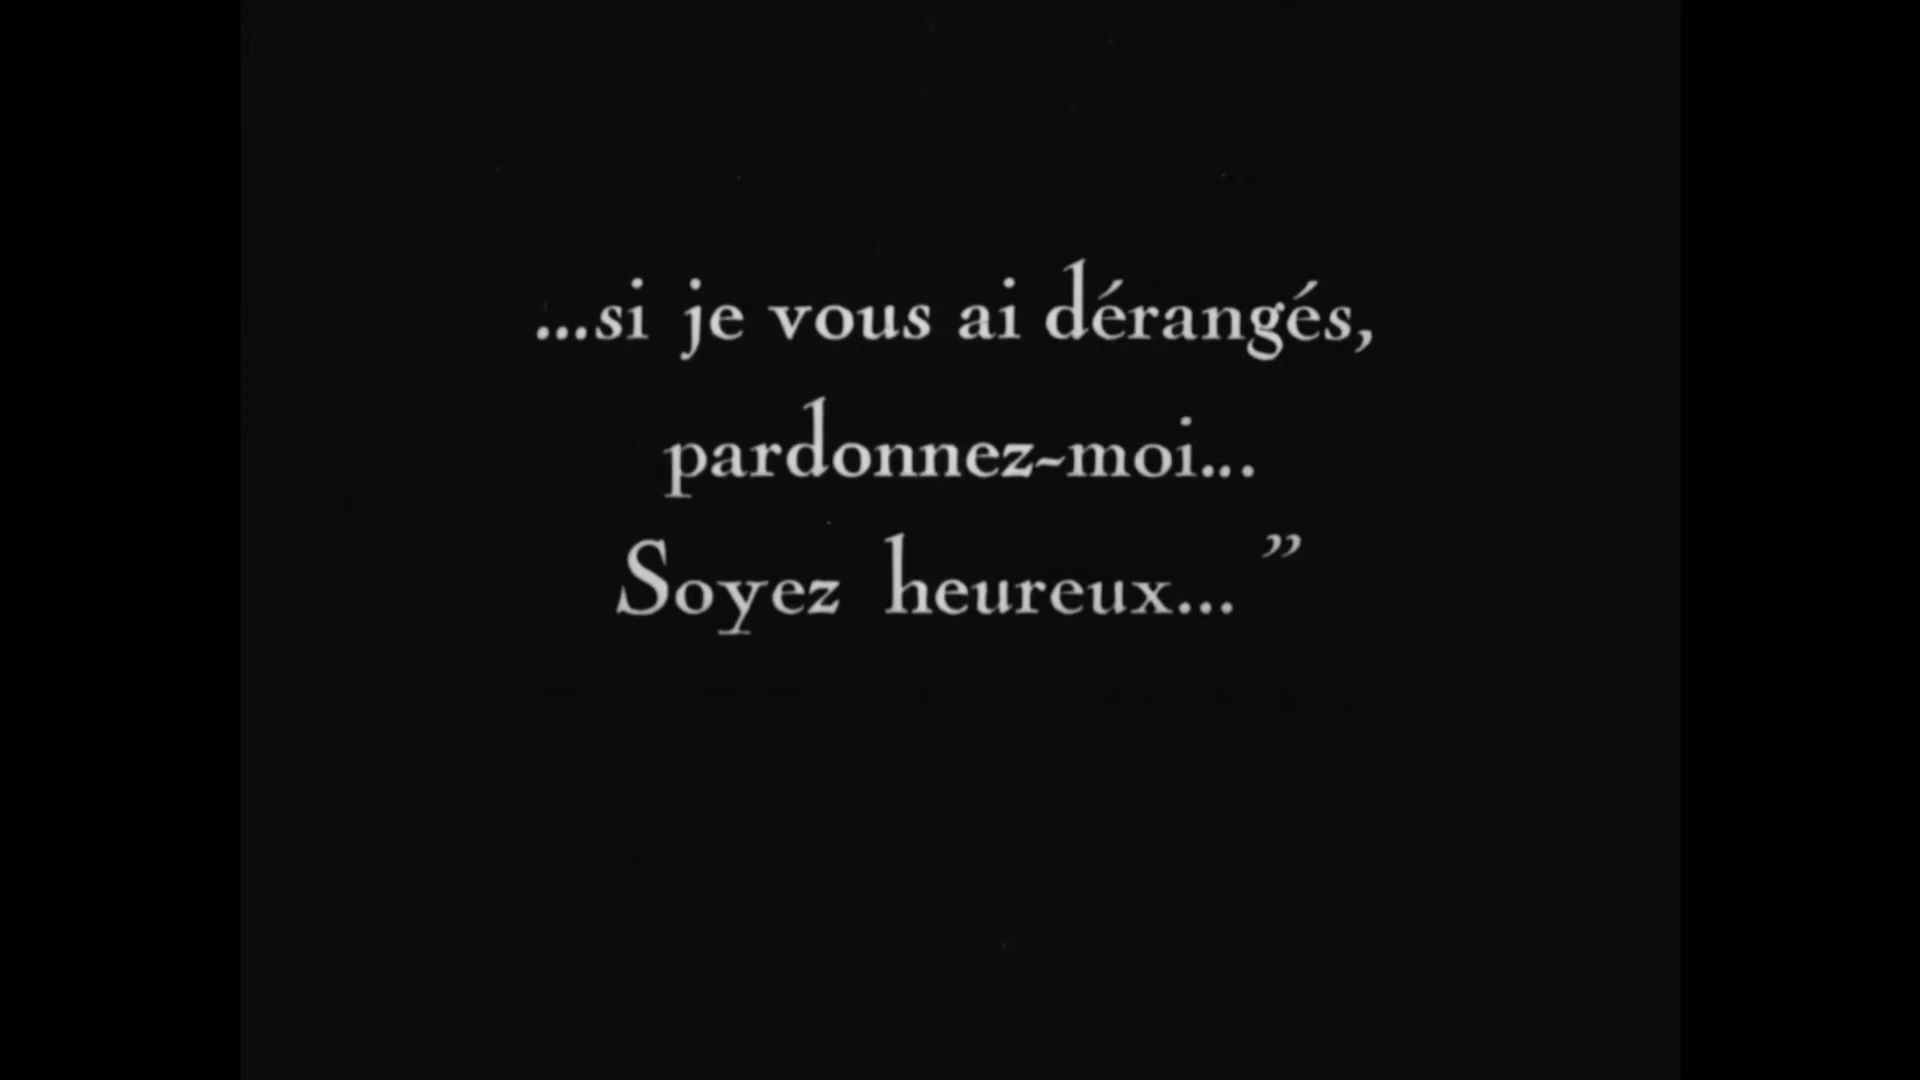 ...si je vous ai dérangés,
pardonnez-moi...
Soyez heureux..."